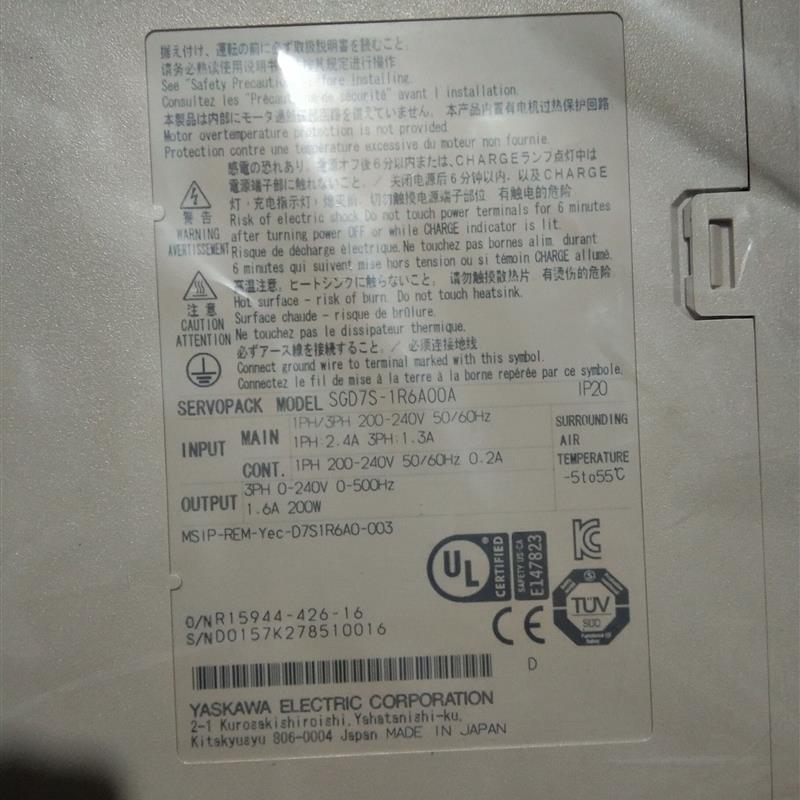 据え付け、運転の前に必ず取扱説明書を読むこと。
请务必熟读使用说明书 规定进行操作
See "Safety Precautions" before installing.
Consultez les "Précautions de sécurité" avant l installation.
本製品は内部にモータ過熱 回路を備えていません。 本产品内置有电机过热保护回路
Motor overtemperature protection is not provided
Protection contre une température excessive du moteur non fournie.
感電の恐れあり、電源オフ後6分以内または、CHARGEランプ点灯中は
電源端子部に触れないこと。/ 关闭电源后6分钟以内, 以及CHARGE
灯, 充电指示灯, 熄灭前, 切勿触摸电源端子部位 有触电的危险
警告
WARNING
AVERTISSEMENT
Risk of electric shock Do not touch power terminals for 6 minutes
after turning power OFF or while CHARGE indicator is lit.
Risque de décharge électrique. Ne touchez pas bornes alim. durant
6 minutes qui suivent mise hors tension ou si témoin CHARGE allumé.
高温注意, ヒートシンクに触らないこと, 请勿触摸散热片, 有烫伤的危险
注意
CAUTION
ATTENTION
Hot surface - risk of burn. Do not touch heatsink.
Surface chaude - risque de brûlure.
Ne touchez pas le dissipateur thermique.
必ずアース線を接続すること。/ 必须连接地线
Connect ground wire to terminal marked with this symbol.
Connectez le fil de mise à la terre à la borne repérée par ce symbole.
SERVOPACK MODEL SGD7S-1R6A00A IP20
INPUT
MAIN
1PH/3PH 200-240V 50/60Hz
1PH:2.4A 3PH:1.3A
CONT.
1PH 200-240V 50/60Hz 0.2A
SURROUNDING
AIR
TEMPERATURE
-5to55℃
OUTPUT
3PH 0-240V 0-500Hz
1.6A 200W
MSIP-REM-Yec-D7S1R6A0-003
UL CERTIFIED
SAFETY US-CA
E147823
TÜV
SÜD
Functional
Safety
CE
O/N R15944-426-16
S/N D0157K278510016
D
YASKAWA ELECTRIC CORPORATION
2-1 Kurosakishiroishi, Yahatanishi-ku,
Kitakyusyu 806-0004 Japan MADE IN JAPAN